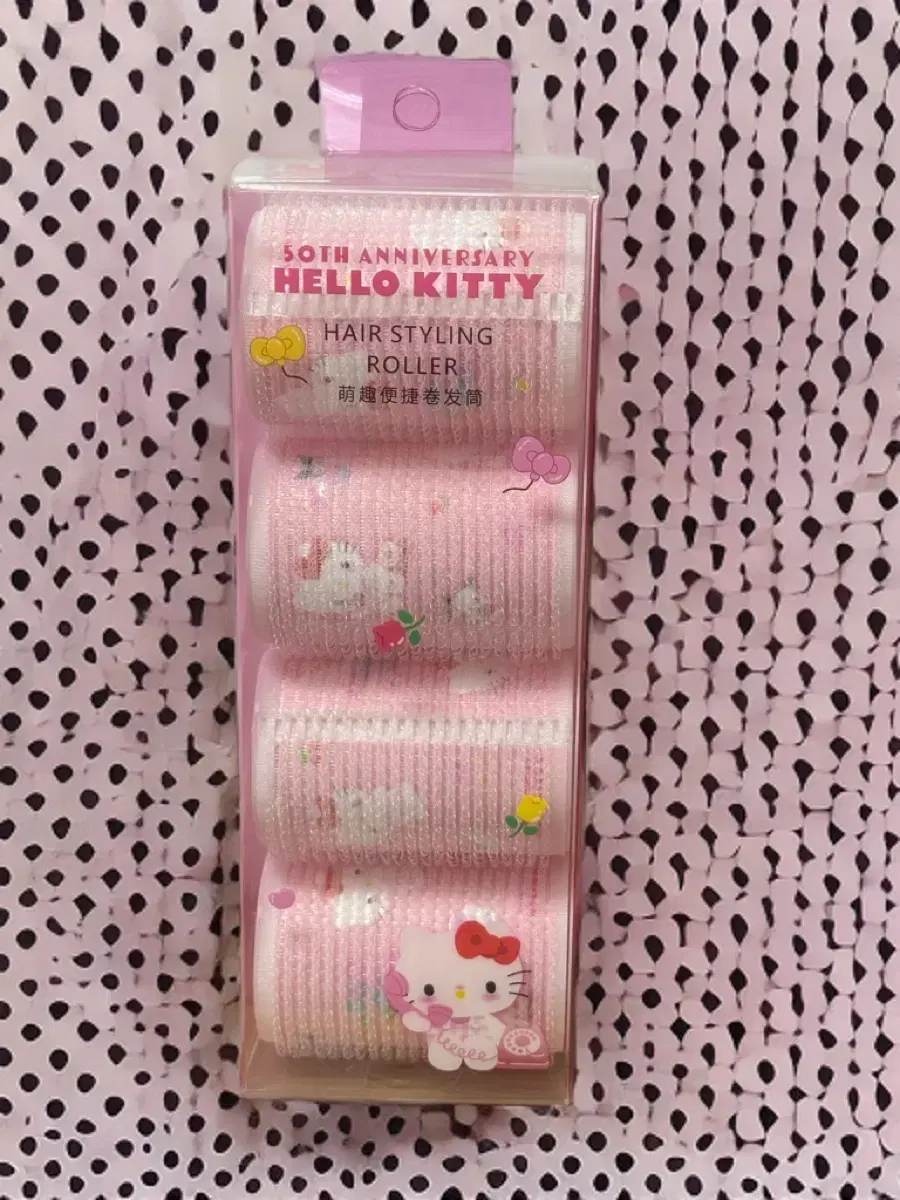 50TH ANNIVERSARY
HELLO KITTY
HAIR STYLING
ROLLER
萌趣便捷卷发筒